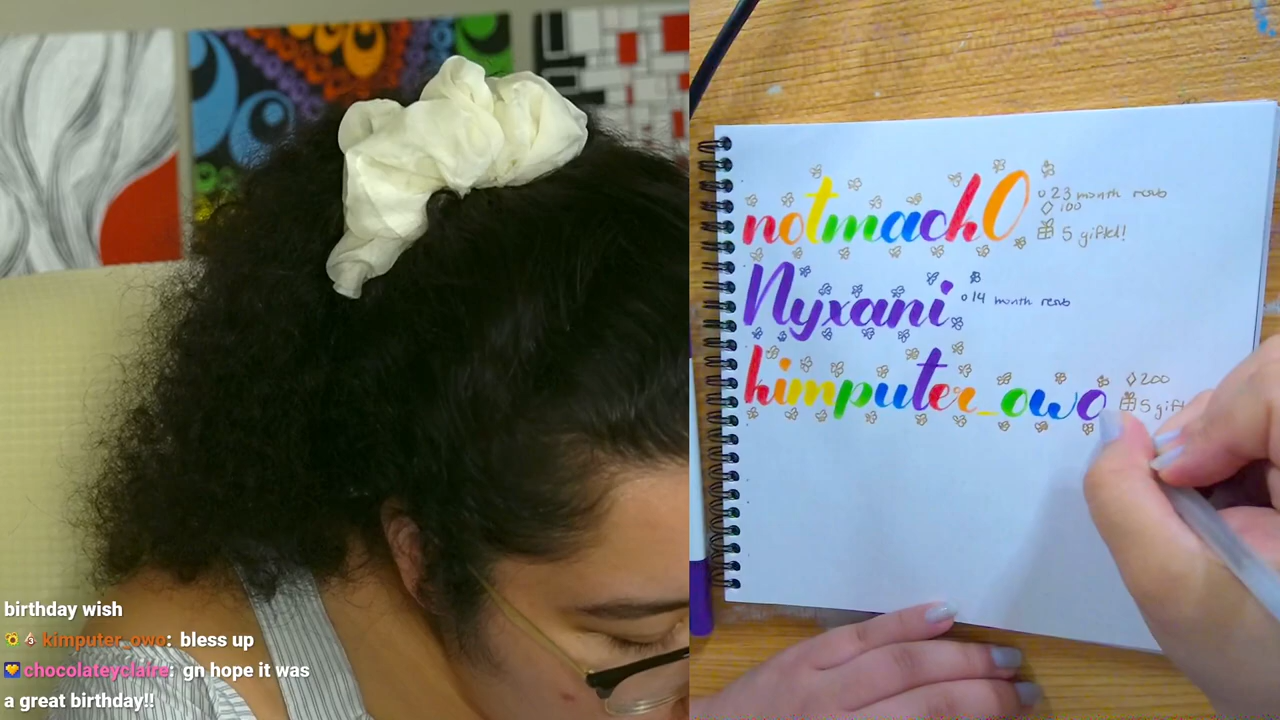 notmach0
23 month resub
100
5 gifted!
Nyxani
14 month resub
kimputer_owo
200
5 gift
birthday wish
kimputer_owo: bless up
chocolateyclaire: gn hope it was
a great birthday!!